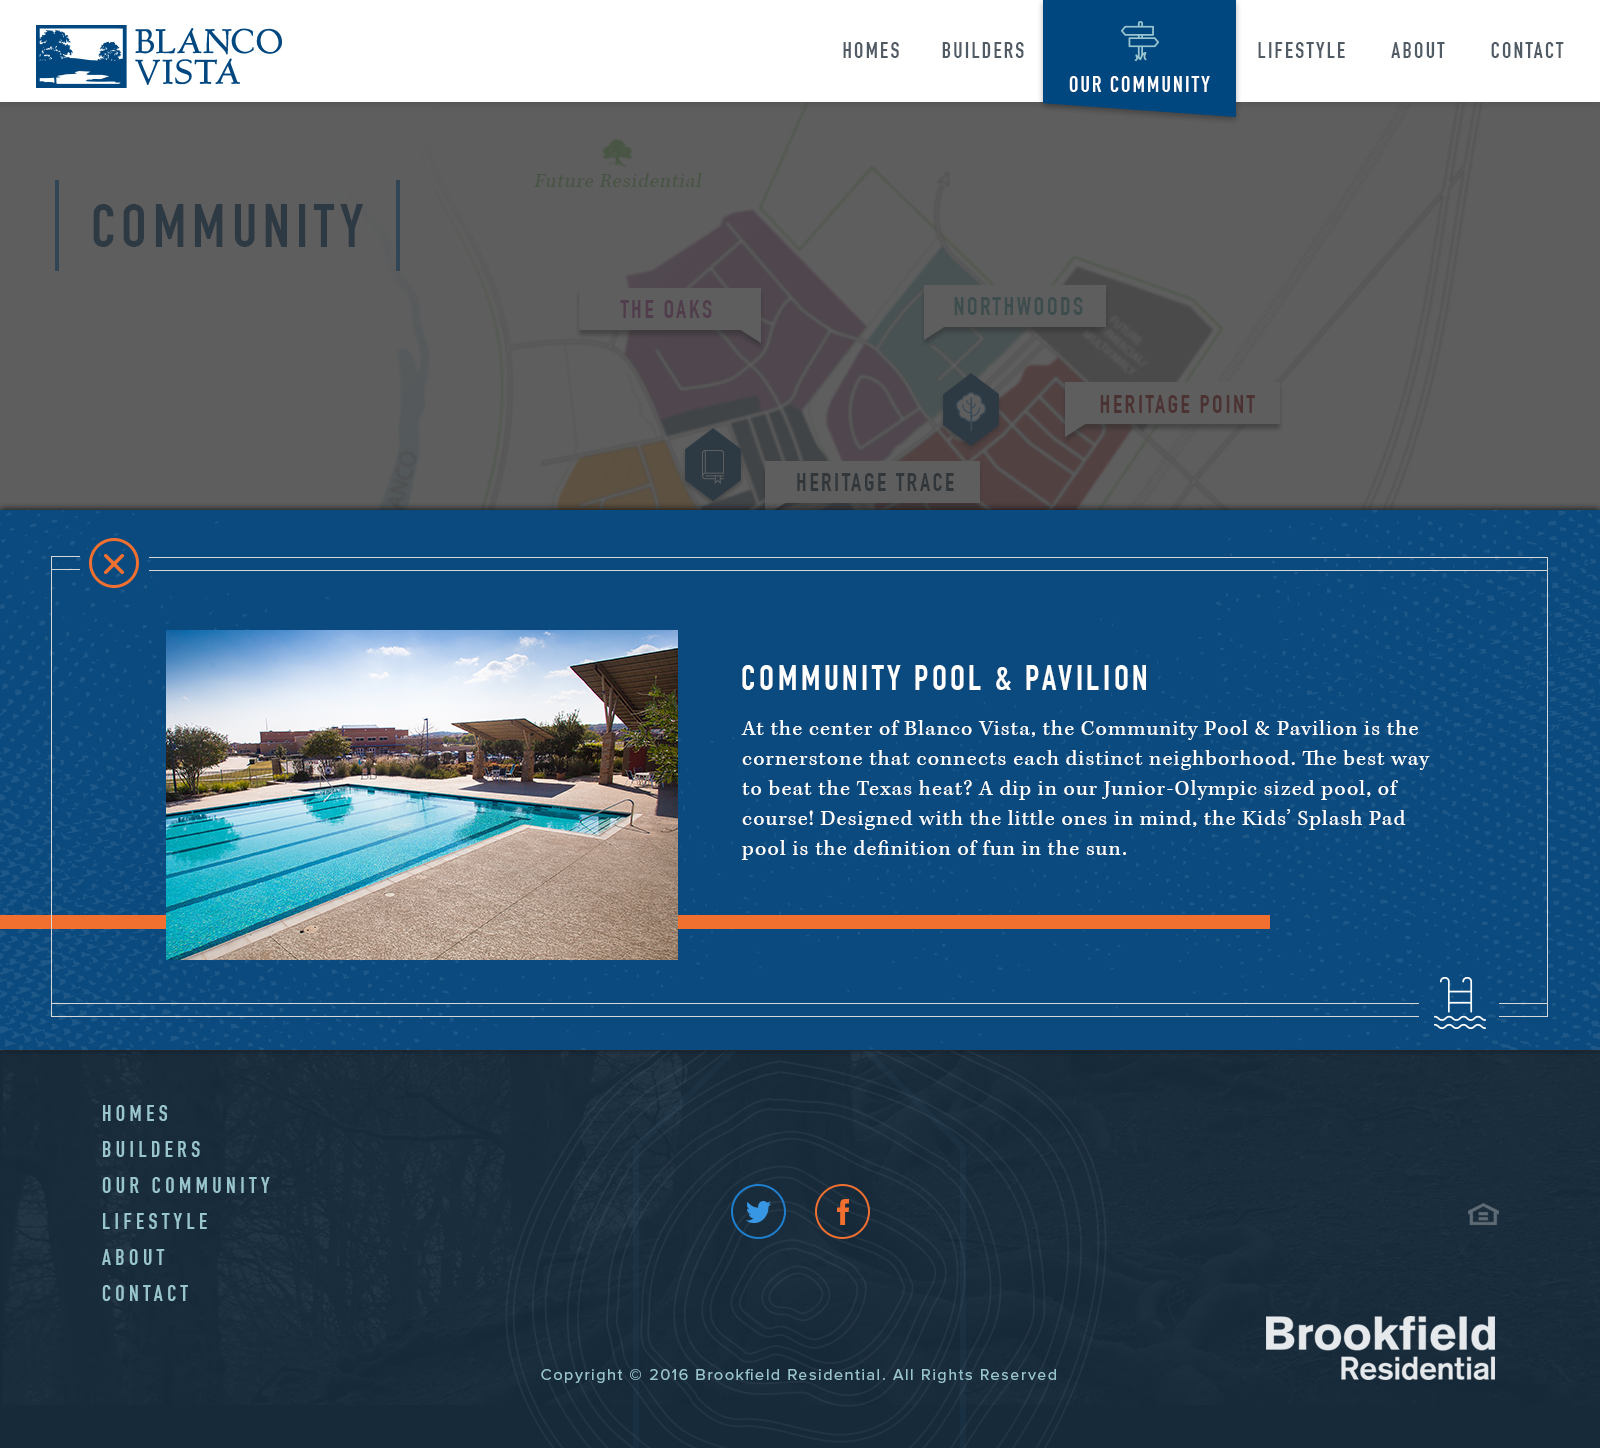 BLANCO
VISTA
HOMES
BUILDERS
OUR COMMUNITY
LIFESTYLE
ABOUT
CONTACT
Future Residential
COMMUNITY
THE OAKS
NORTHWOODS
HERITAGE POINT
HERITAGE TRACE
COMMUNITY POOL & PAVILION
At the center of Blanco Vista, the Community Pool & Pavilion is the
cornerstone that connects each distinct neighborhood. The best way
to beat the Texas heat? A dip in our Junior-Olympic sized pool, of
course! Designed with the little ones in mind, the Kids’ Splash Pad
pool is the definition of fun in the sun.
HOMES
BUILDERS
OUR COMMUNITY
LIFESTYLE
ABOUT
CONTACT
Brookfield
Residential
Copyright © 2016 Brookfield Residential. All Rights Reserved